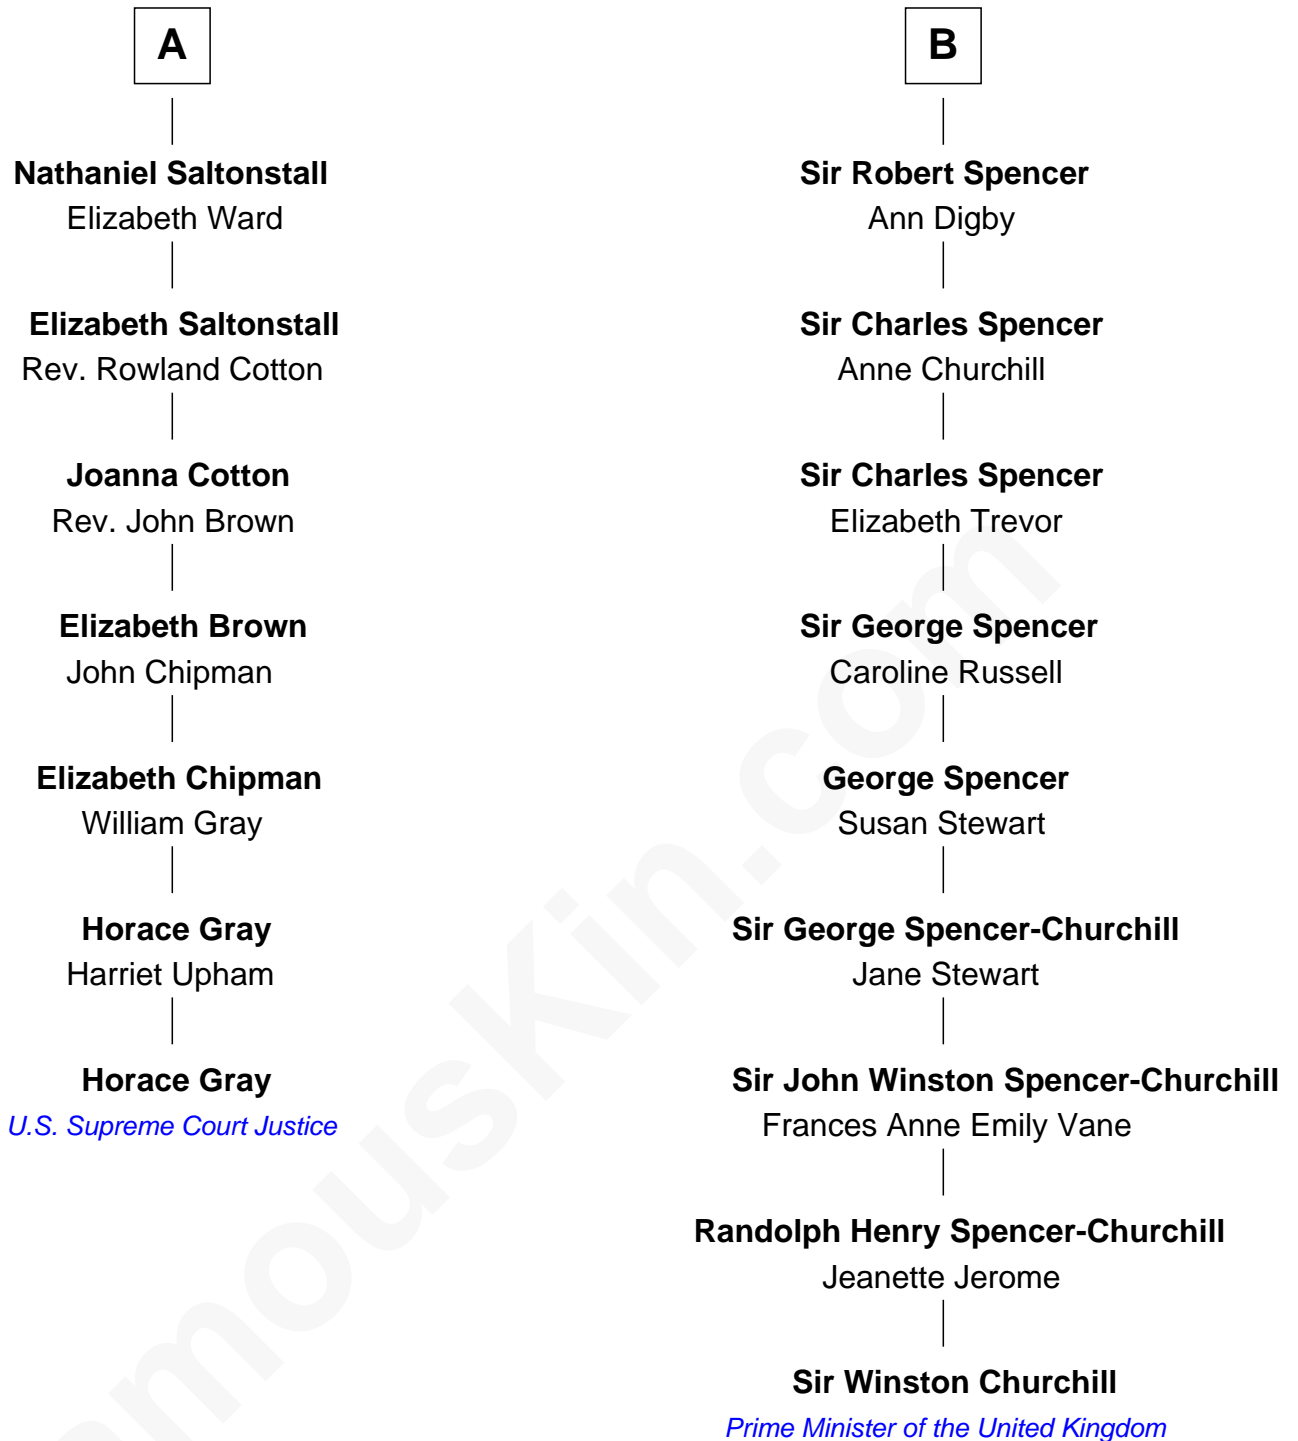 A
Nathaniel Saltonstall
Elizabeth Ward
Elizabeth Saltonstall
Rev. Rowland Cotton
Joanna Cotton
Rev. John Brown
Elizabeth Brown
John Chipman
Elizabeth Chipman
William Gray
Horace Gray
Harriet Upham
Horace Gray
U.S. Supreme Court Justice
B
Sir Robert Spencer
Ann Digby
Sir Charles Spencer
Anne Churchill
Sir Charles Spencer
Elizabeth Trevor
Sir George Spencer
Caroline Russell
George Spencer
Susan Stewart
Sir George Spencer-Churchill
Jane Stewart
Sir John Winston Spencer-Churchill
Frances Anne Emily Vane
Randolph Henry Spencer-Churchill
Jeanette Jerome
Sir Winston Churchill
Prime Minister of the United Kingdom
amousKin.com